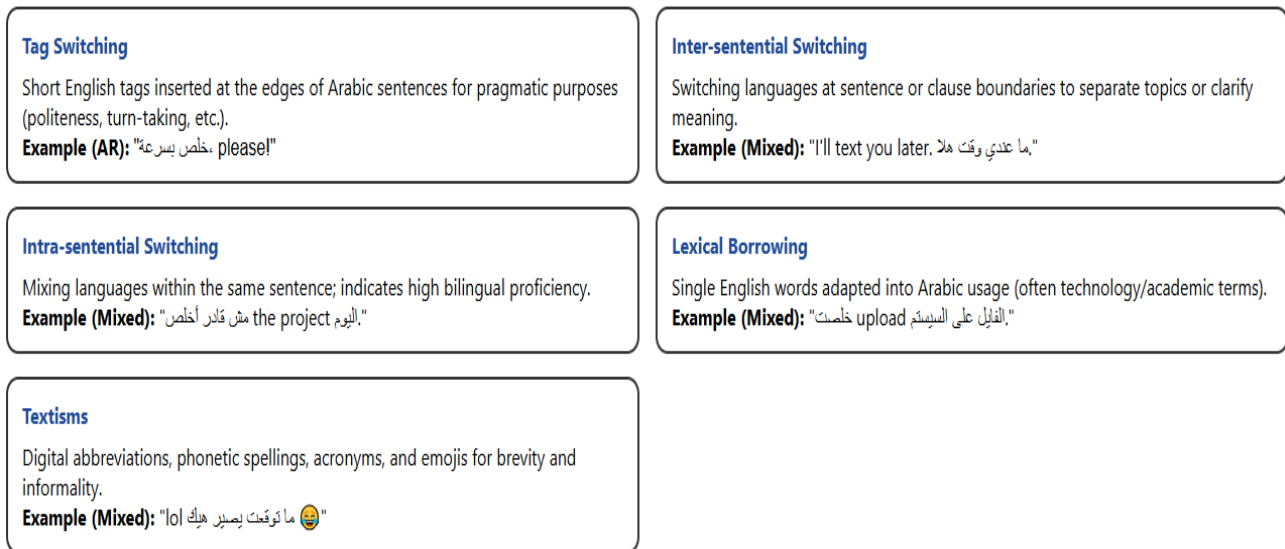 Tag Switching
Short English tags inserted at the edges of Arabic sentences for pragmatic purposes
(politeness, turn-taking, etc.).
Example (AR): "خلص بسرعة، please!"
Inter-sentential Switching
Switching languages at sentence or clause boundaries to separate topics or clarify
meaning.
Example (Mixed): "I'll text you later. ما عندي وقت هلا."
Intra-sentential Switching
Mixing languages within the same sentence; indicates high bilingual proficiency.
Example (Mixed): "مش قادر أخلص the project اليوم."
Lexical Borrowing
Single English words adapted into Arabic usage (often technology/academic terms).
Example (Mixed): "خلصت upload الفايل على السيستم."
Textisms
Digital abbreviations, phonetic spellings, acronyms, and emojis for brevity and
informality.
Example (Mixed): "lol ما توقعت يصير هيك 😂"